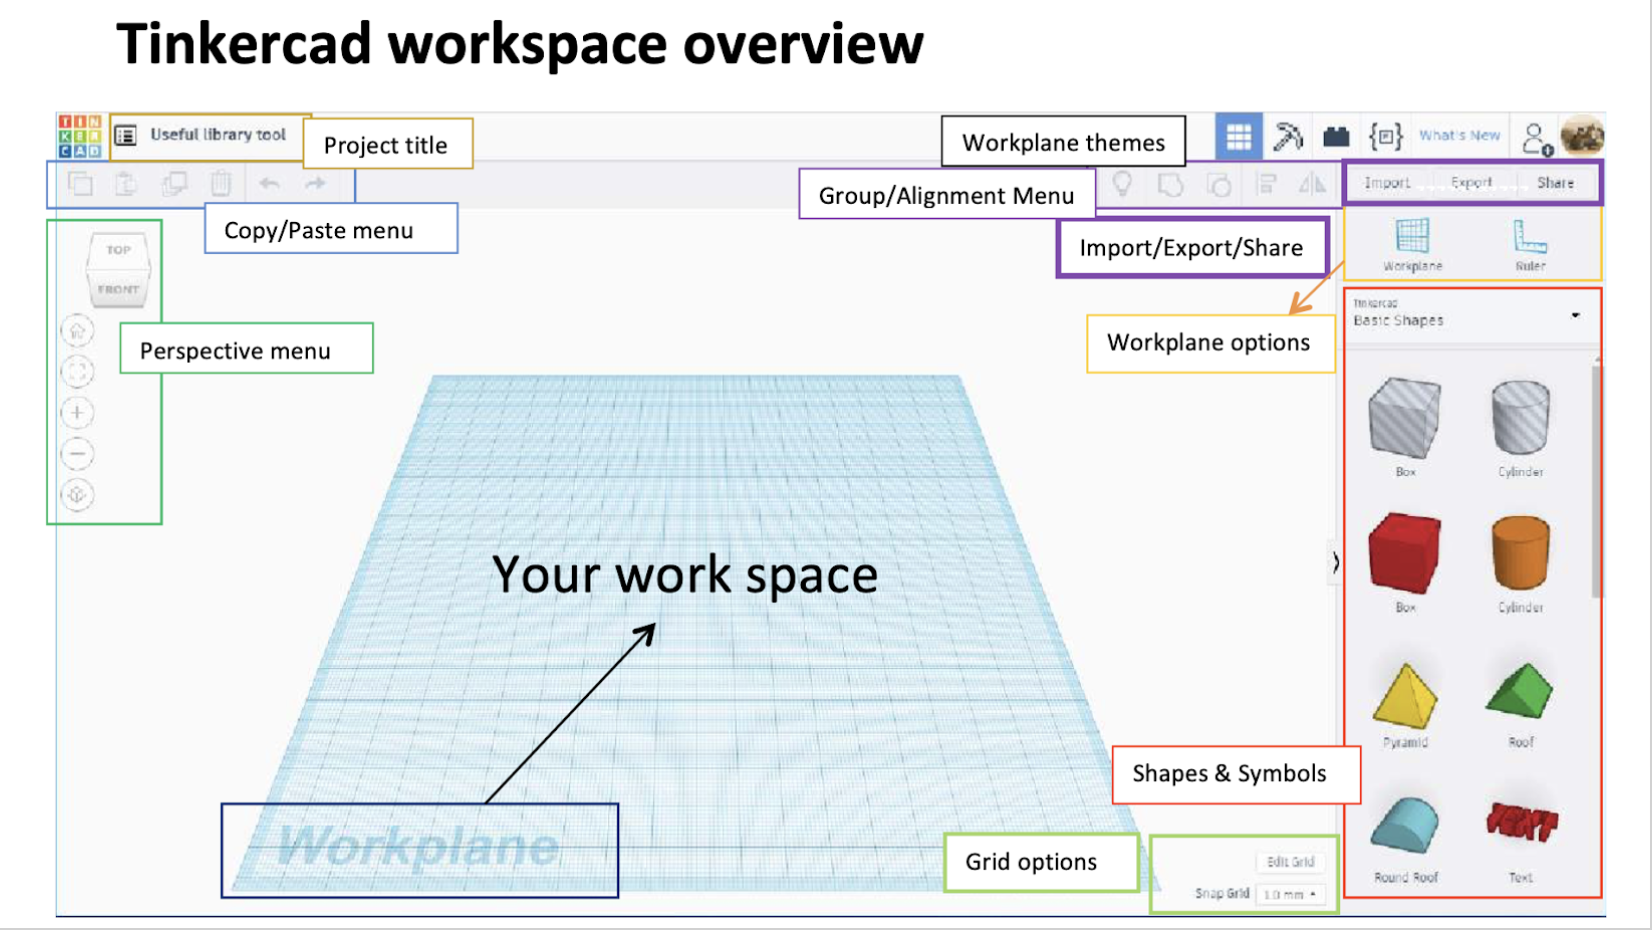 Tinkercad workspace overview
TIN
KER
CAD
Useful library tool
Project title
Workplane themes
What's New
Group/Alignment Menu
Import
Export
Share
Copy/Paste menu
Import/Export/Share
TOP
FRONT
Workplane
Ruler
Perspective menu
Workplane options
Tinkercad
Basic Shapes
Box
Cylinder
Your work space
Box
Cylinder
Pyramid
Roof
Shapes & Symbols
TEXT
Workplane
Grid options
Edit Grid
Snap Grid 1.0 mm
Round Roof
Text